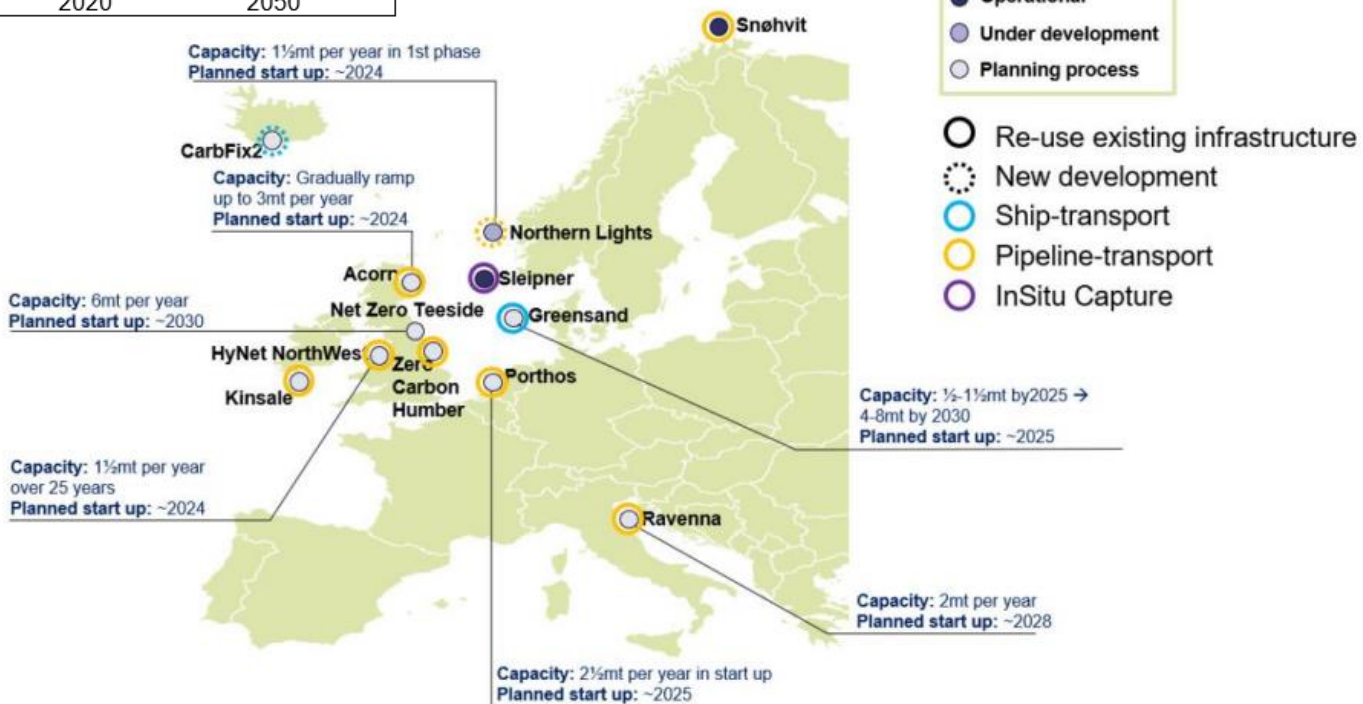 2020 2050
Operational
Under development
Planning process
Re-use existing infrastructure
New development
Ship-transport
Pipeline-transport
InSitu Capture
Snøhvit
Capacity: 1½mt per year in 1st phase
Planned start up: ~2024
CarbFix2
Capacity: Gradually ramp
up to 3mt per year
Planned start up: ~2024
Northern Lights
Acorn
Sleipner
Capacity: 6mt per year
Planned start up: ~2030
Net Zero Teeside
Greensand
HyNet NorthWest
Zero
Carbon
Humber
Porthos
Kinsale
Capacity: ½-1½mt by2025 →
4-8mt by 2030
Planned start up: ~2025
Capacity: 1½mt per year
over 25 years
Planned start up: ~2024
Ravenna
Capacity: 2mt per year
Planned start up: ~2028
Capacity: 2½mt per year in start up
Planned start up: ~2025